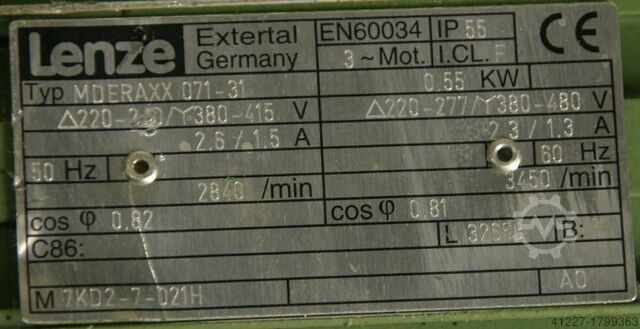 Lenze Extertal Germany EN60034 IP 55 CE
3~Mot. I.CL. F
Typ MDERAXX 071-31 0.55 KW
△220-240/Y380-415 V △220-277/Y380-480 V
2.6/1.5 A 2.3/1.3 A
50 Hz 60 Hz
2840 /min 3450 /min
cos φ 0.82 cos φ 0.81
C86: L B:
M 7KD2-7-021H AO
41227-1799363